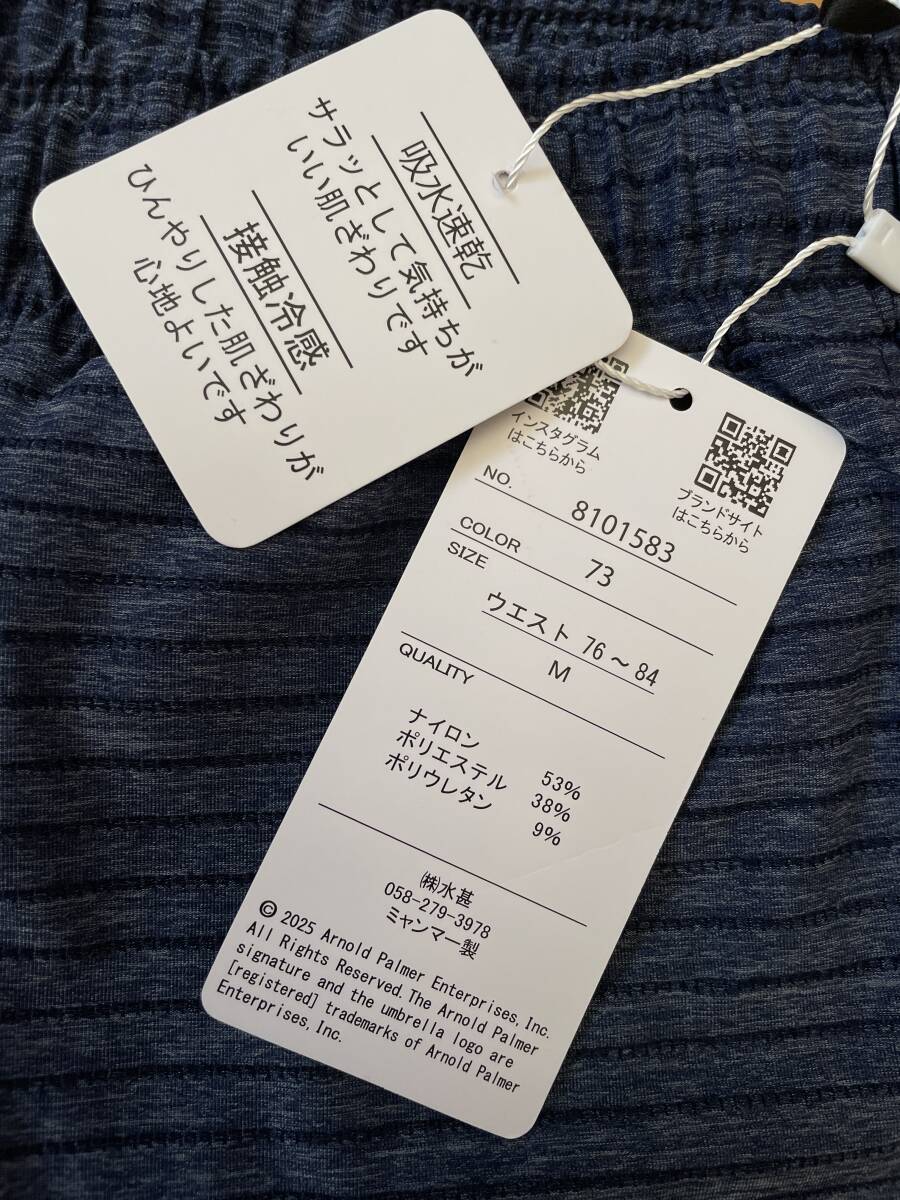 吸水速乾
サラッとして気持ちが
いい肌ざわりです
接触冷感
ひんやりした肌ざわりが
心地よいです
インスタグラム
はこちらから
ブランドサイト
はこちらから
NO.
8101583
COLOR
73
SIZE
ウエスト 76～84
M
QUALITY
ナイロン 53%
ポリエステル 38%
ポリウレタン 9%
㈱水甚
058-279-3978
ミャンマー製
© 2025 Arnold Palmer Enterprises, Inc.
All Rights Reserved. The Arnold Palmer
signature and the umbrella logo are
[registered] trademarks of Arnold Palmer
Enterprises, Inc.